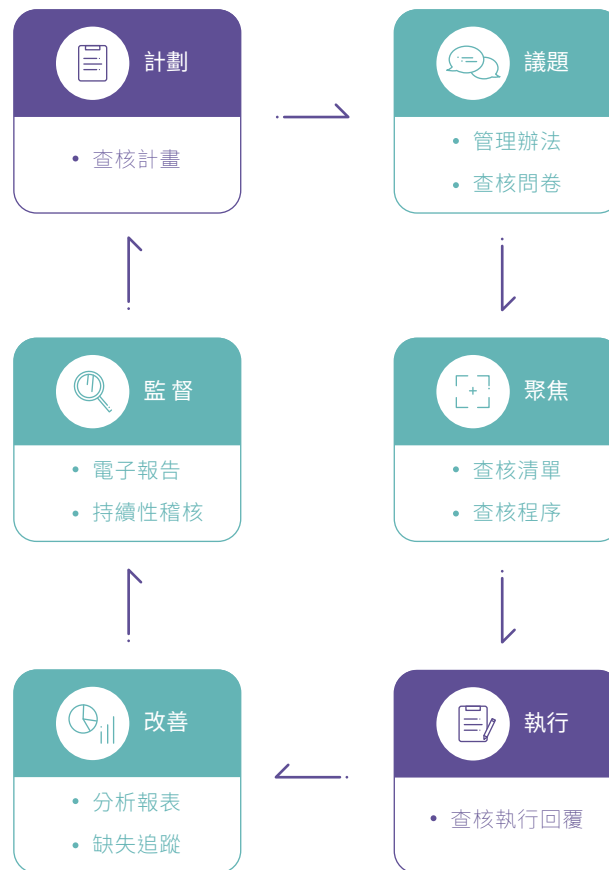 計劃
• 查核計畫
議題
• 管理辦法
• 查核問卷
監督
• 電子報告
• 持續性稽核
聚焦
• 查核清單
• 查核程序
改善
• 分析報表
• 缺失追蹤
執行
• 查核執行回覆